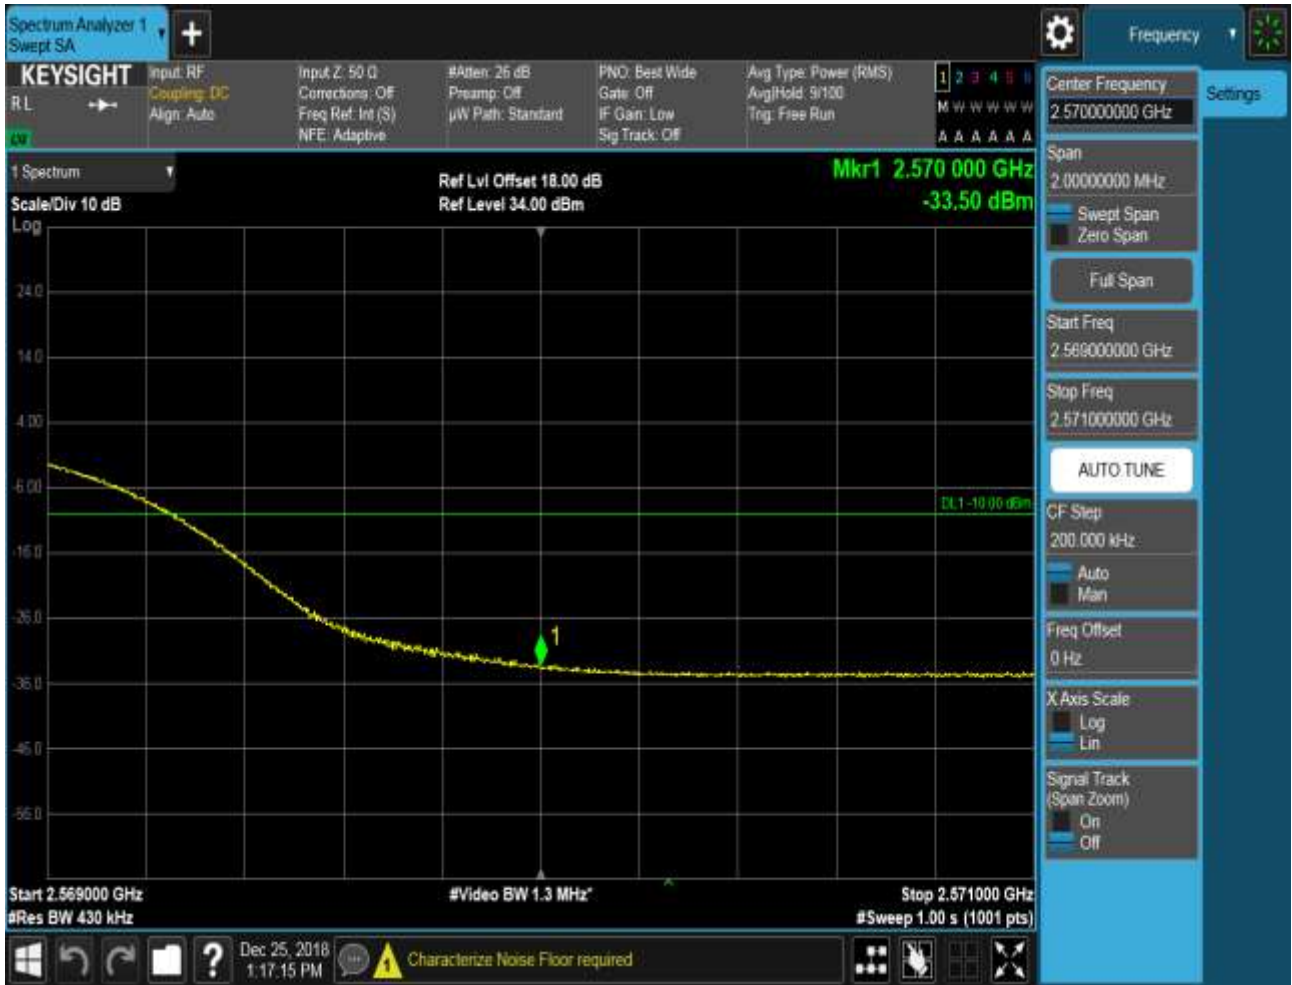 Spectrum Analyzer 1
Swept SA
+
Frequency
KEYSIGHT
RL
Input: RF
Coupling: DC
Align: Auto
Input Z: 50 Ω
Corrections: Off
Freq Ref: Int (S)
NFE: Adaptive
#Atten: 26 dB
Preamp: Off
µW Path: Standard
PNO: Best Wide
Gate: Off
IF Gain: Low
Sig Track: Off
Avg Type: Power (RMS)
Avg|Hold: 9/100
Trig: Free Run
1 2 3 4 5 6
M W W W W W
A A A A A A
1 Spectrum
Scale/Div 10 dB
Log
Ref Lvl Offset 18.00 dB
Ref Level 34.00 dBm
Mkr1 2.570 000 GHz
-33.50 dBm
24.0
14.0
4.00
-6.00
-16.0
-26.0
-36.0
-46.0
-56.0
DL1 -10.00 dBm
1
Start 2.569000 GHz
#Res BW 430 kHz
#Video BW 1.3 MHz*
Stop 2.571000 GHz
#Sweep 1.00 s (1001 pts)
?
Dec 25, 2018
1:17:15 PM
Characterize Noise Floor required
Center Frequency
2.570000000 GHz
Span
2.00000000 MHz
Swept Span
Zero Span
Full Span
Start Freq
2.569000000 GHz
Stop Freq
2.571000000 GHz
AUTO TUNE
CF Step
200.000 kHz
Auto
Man
Freq Offset
0 Hz
X Axis Scale
Log
Lin
Signal Track
(Span Zoom)
On
Off
Settings